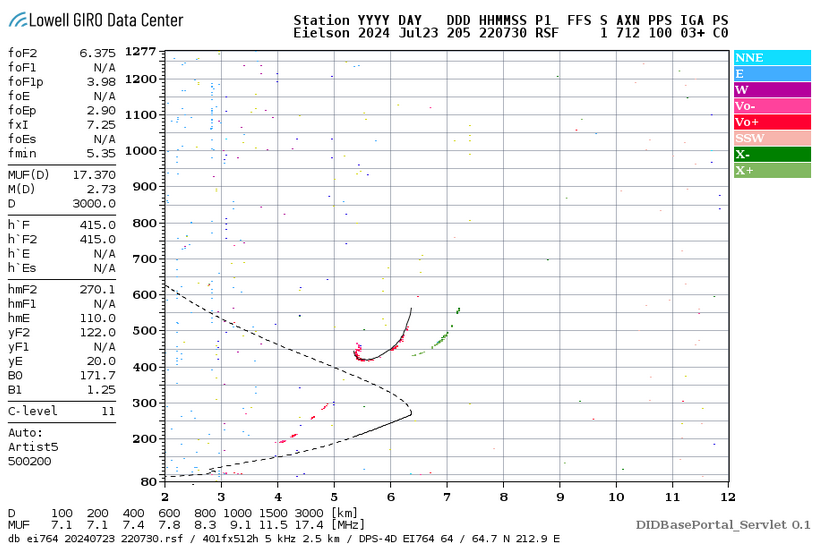 Lowell GIRO Data Center
Station YYYY DAY DDD HHMMSS P1 FFS S AXN PPS IGA PS
Eielson 2024 Jul23 205 220730 RSF 1 712 100 03+ C0
foF2 6.375
foF1 N/A
foF1p 3.98
foE N/A
foEp 2.90
fxI 7.25
foEs N/A
fmin 5.35
MUF(D) 17.370
M(D) 2.73
D 3000.0
h`F 415.0
h`F2 415.0
h`E N/A
h`Es N/A
hmF2 270.1
hmF1 N/A
hmE 110.0
yF2 122.0
yF1 N/A
yE 20.0
B0 171.7
B1 1.25
C-level 11
Auto:
Artist5
500200
1277
1200
1100
1000
900
800
700
600
500
400
300
200
80
2 3 4 5 6 7 8 9 10 11 12
NNE
E
W
Vo-
Vo+
SSW
X-
X+
D 100 200 400 600 800 1000 1500 3000 [km]
MUF 7.1 7.1 7.4 7.8 8.3 9.1 11.5 17.4 [MHz]
db ei764 20240723 220730.rsf / 401fx512h 5 kHz 2.5 km / DPS-4D EI764 64 / 64.7 N 212.9 E
DIDBasePortal_Servlet 0.1